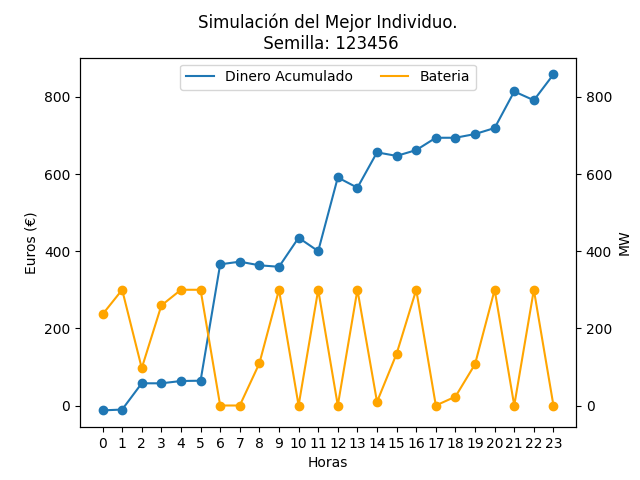 Simulación del Mejor Individuo.
Semilla: 123456
Dinero Acumulado
Bateria
800
600
400
200
0
Euros (€)
800
600
400
200
0
MW
0 1 2 3 4 5 6 7 8 9 10 11 12 13 14 15 16 17 18 19 20 21 22 23
Horas